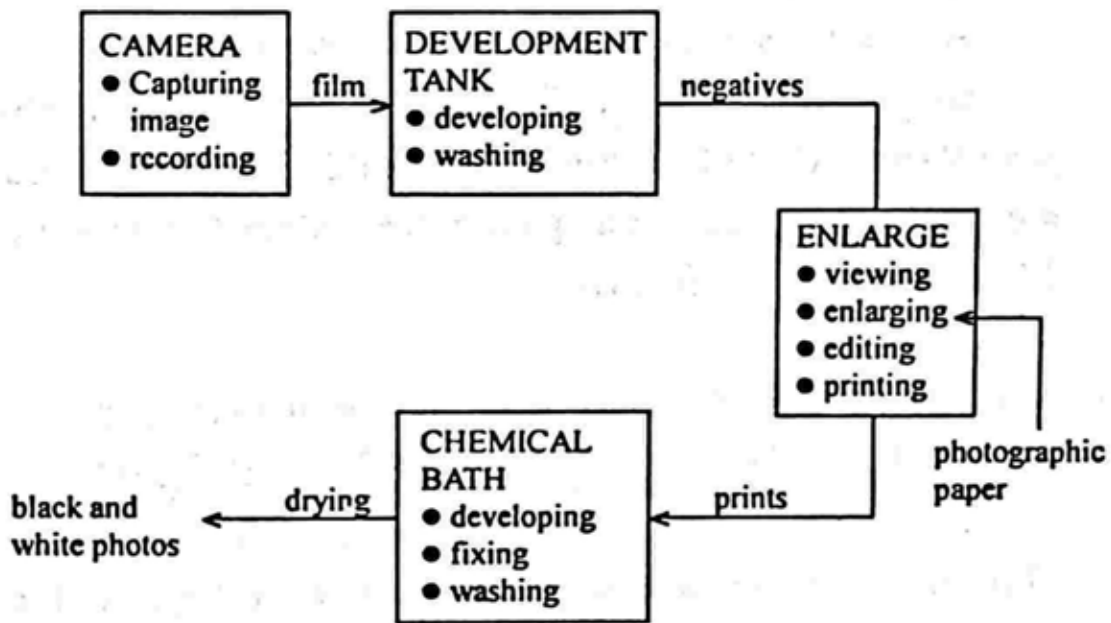 CAMERA
● Capturing
image
● recording
film
DEVELOPMENT
TANK
● developing
● washing
negatives
ENLARGE
● viewing
● enlarging
● editing
● printing
photographic
paper
prints
CHEMICAL
BATH
● developing
● fixing
● washing
drying
black and
white photos